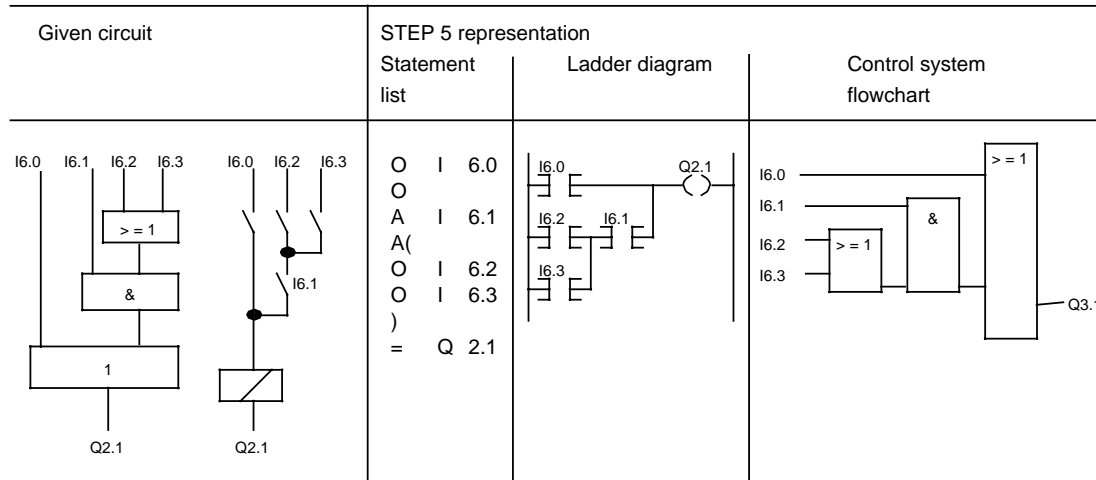 Given circuit
STEP 5 representation
Statement list
Ladder diagram
Control system flowchart
I6.0 I6.1 I6.2 I6.3
> = 1
&
1
Q2.1
I6.0 I6.2 I6.3
I6.1
Q2.1
O I 6.0
O
A I 6.1
A(
O I 6.2
O I 6.3
)
= Q 2.1
I6.0 Q2.1
I6.2 I6.1
I6.3
I6.0
I6.1
I6.2
I6.3
> = 1
&
> = 1
Q3.1